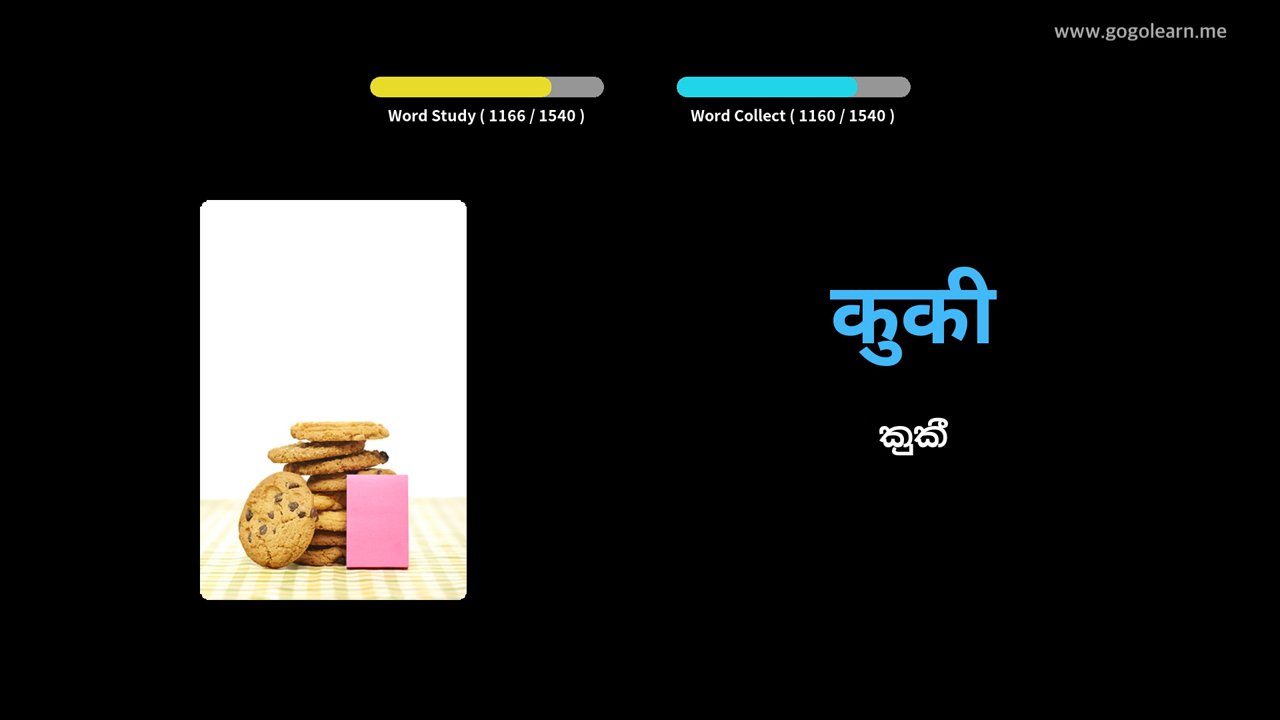 www.gogolearn.me
Word Study ( 1166 / 1540 )
Word Collect ( 1160 / 1540 )
कुकी
කුකී